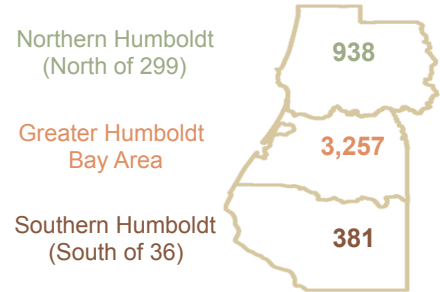 Northern Humboldt
(North of 299)
938
Greater Humboldt
Bay Area
3,257
Southern Humboldt
(South of 36)
381